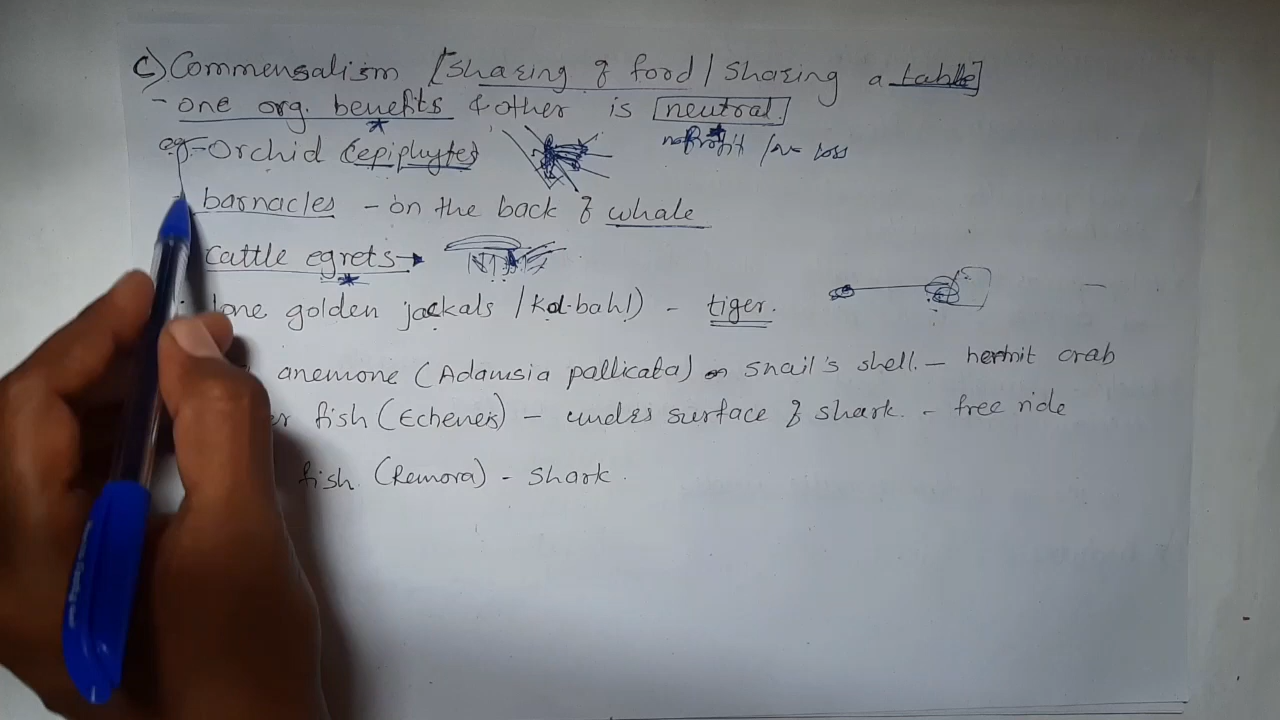 C) Commensalism [sharing of food / sharing a table]
- one org. benefits & other is neutral.
no Profit / no loss
eg - Orchid (epiphyte)
barnacles - on the back of whale
cattle egrets →
lone golden jackals / kol-bahl) - tiger.
anemone (Adamsia palliata) on snail's shell. - hermit crab
fish (Echeneis) - under surface of shark. - free ride
fish (Remora) - shark.